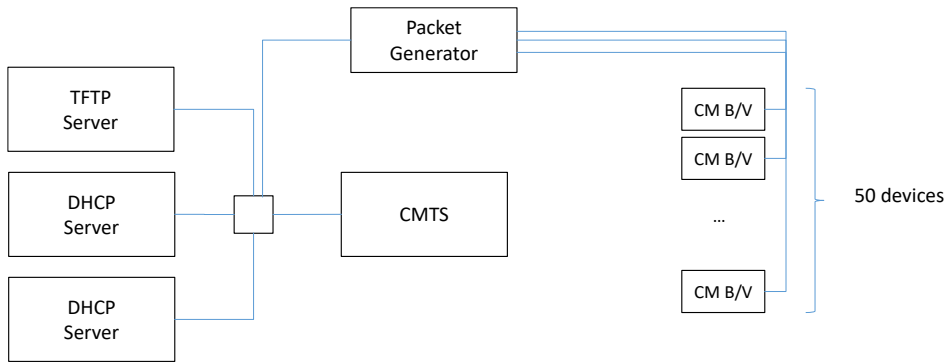 Packet
Generator
TFTP
Server
CM B/V
CM B/V
DHCP
Server
CMTS
...
50 devices
DHCP
Server
CM B/V